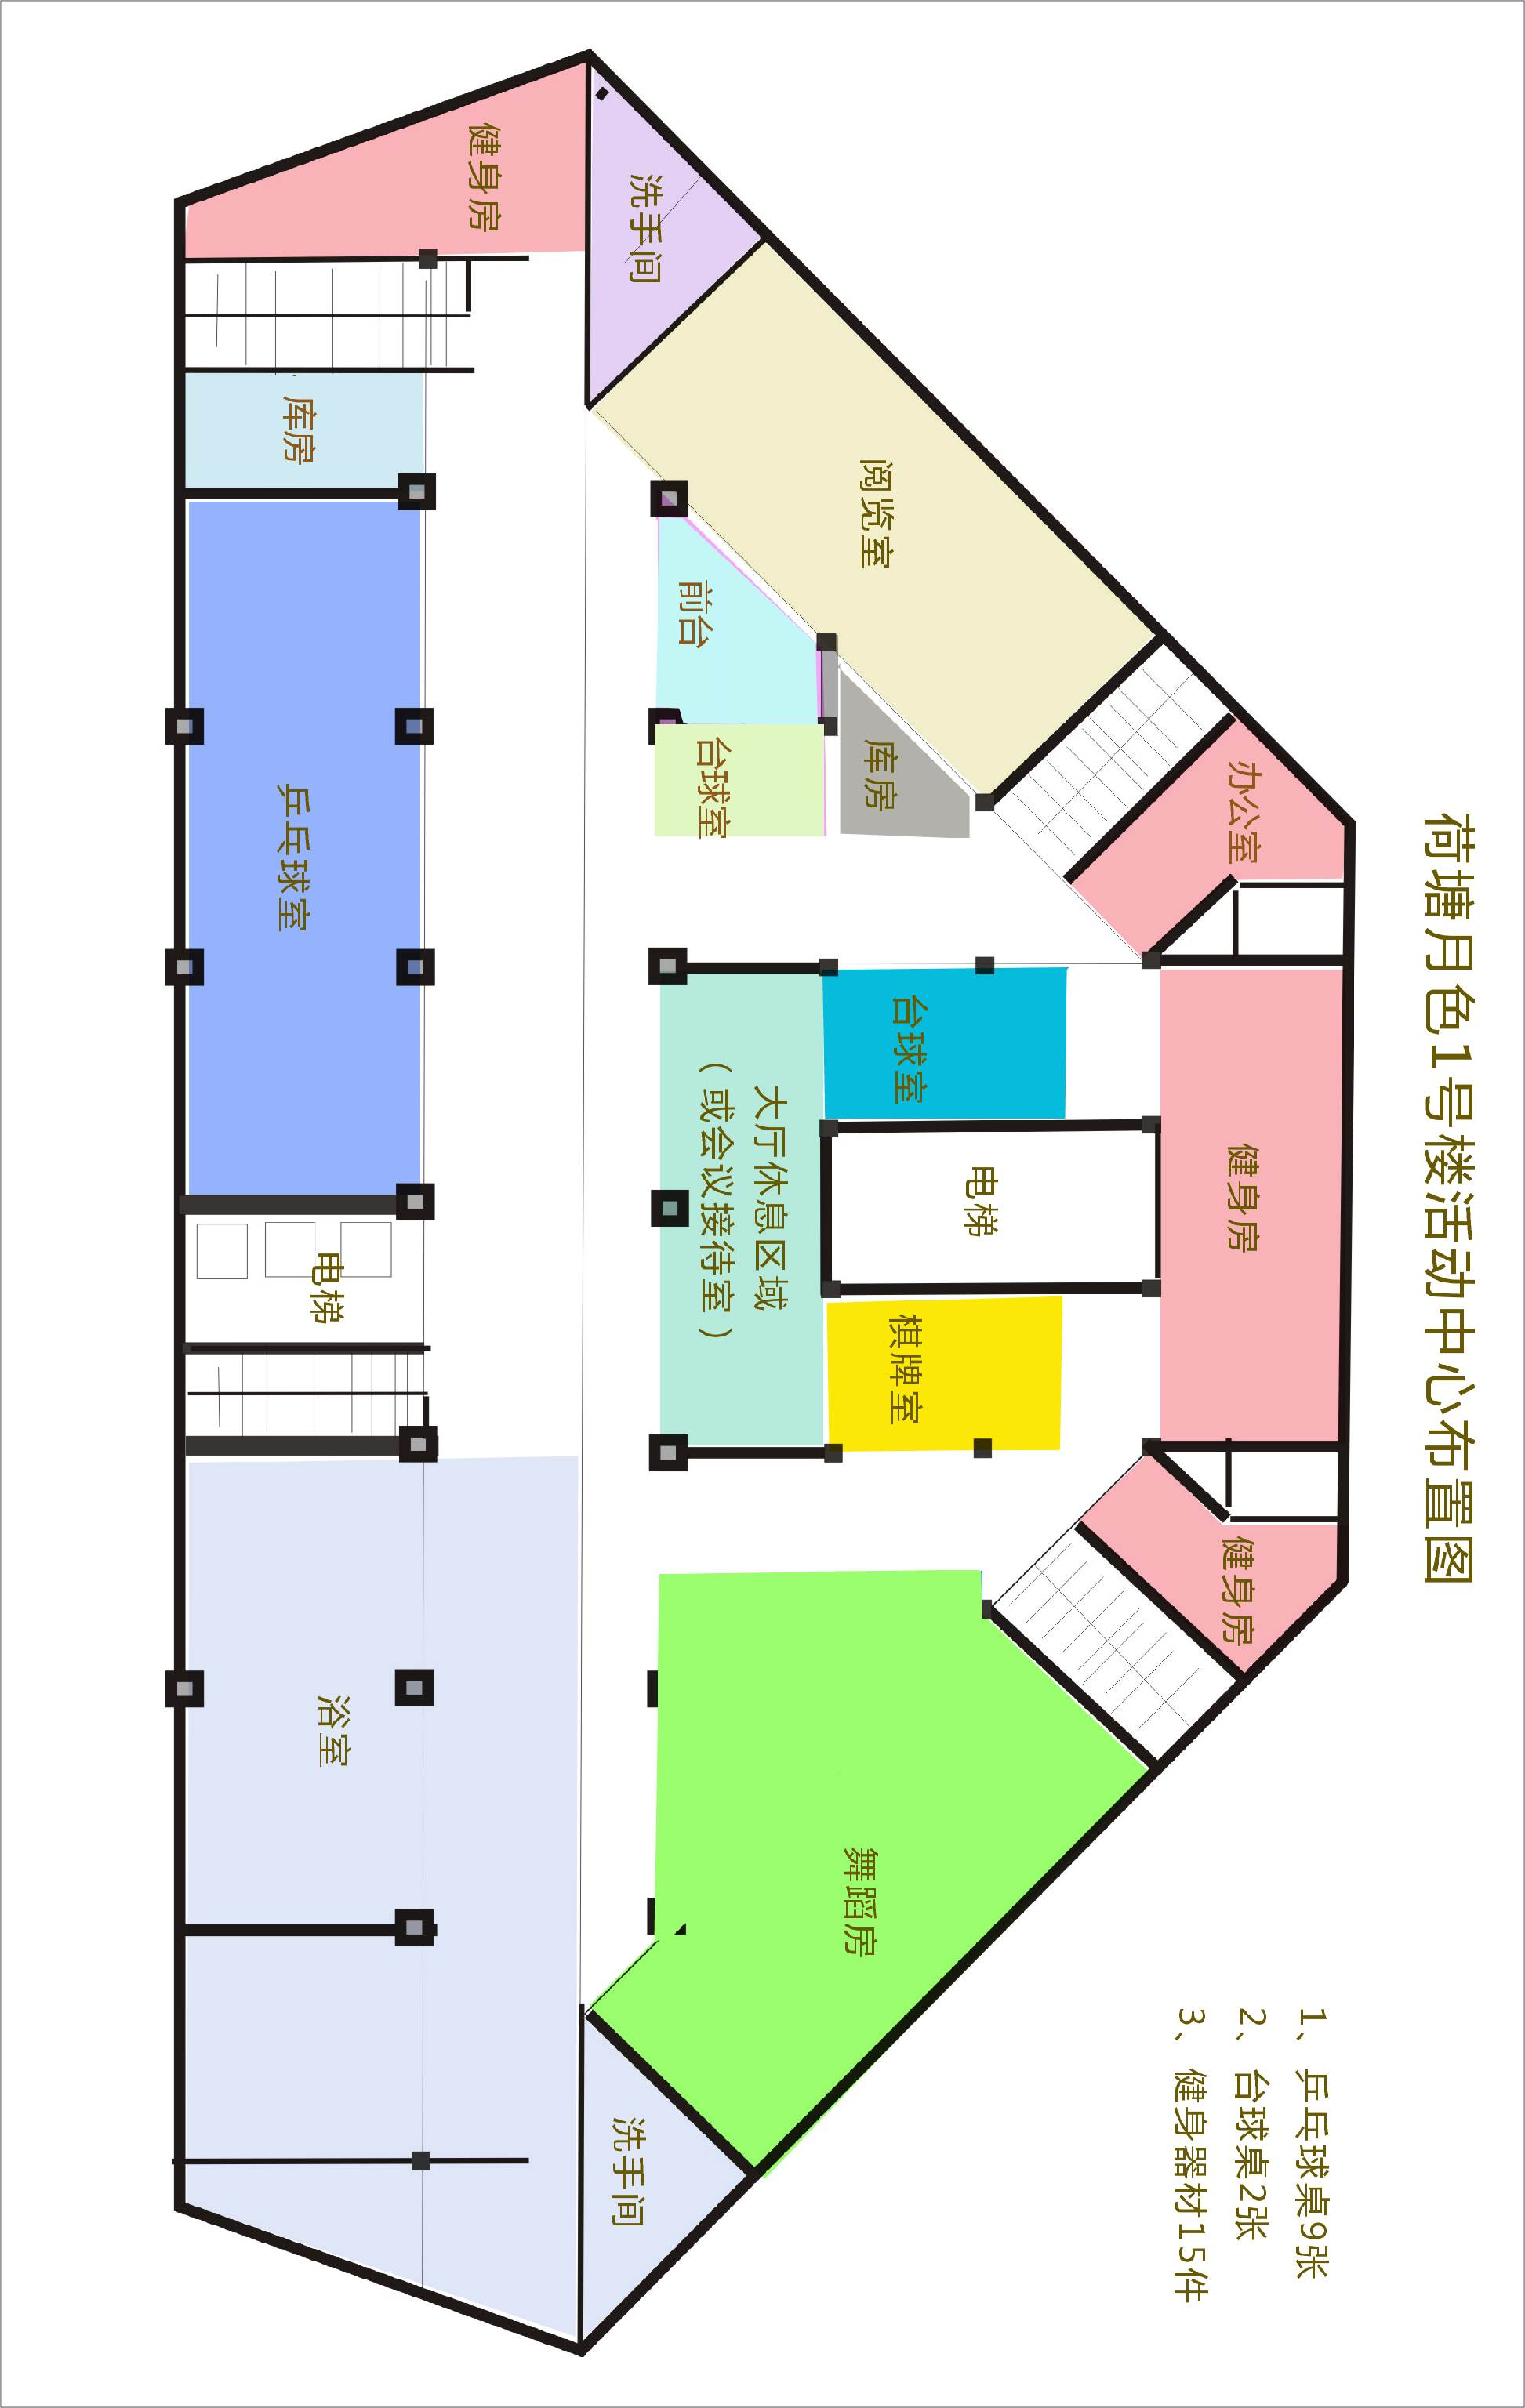 荷塘月色1号楼活动中心布置图
1、乒乓球桌9张
2、台球桌2张
3、健身器材15件
办公室
健身房
健身房
电梯
阅览室
库房
台球室
棋牌室
舞蹈房
前台
台球室
大厅休息区域
（或会议接待室）
洗手间
洗手间
健身房
库房
乒乓球室
电梯
浴室